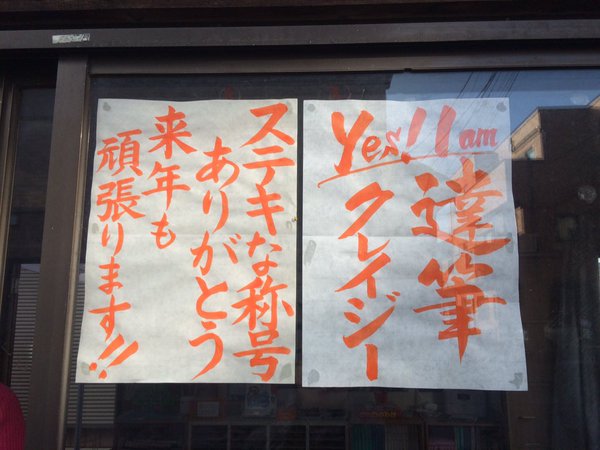 Yes!! I am
達筆
クレイジー
ステキな称号
ありがとう
来年も
頑張ります!!